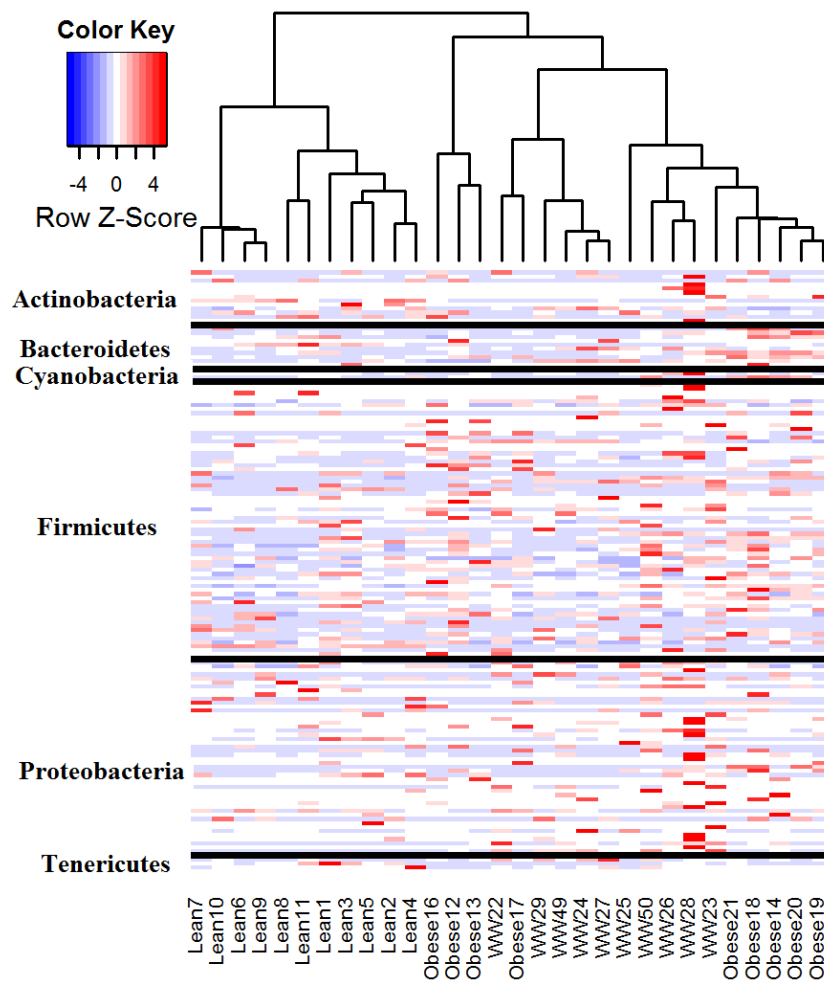 Color Key
-4 0 4
Row Z-Score
Actinobacteria
Bacteroidetes
Cyanobacteria
Firmicutes
Proteobacteria
Tenericutes
Lean7
Lean10
Lean6
Lean9
Lean8
Lean11
Lean1
Lean3
Lean5
Lean2
Lean4
Obese16
Obese12
Obese13
WW22
Obese17
WW29
WW49
WW24
WW27
WW25
WW50
WW26
WW28
WW23
Obese21
Obese18
Obese14
Obese20
Obese19